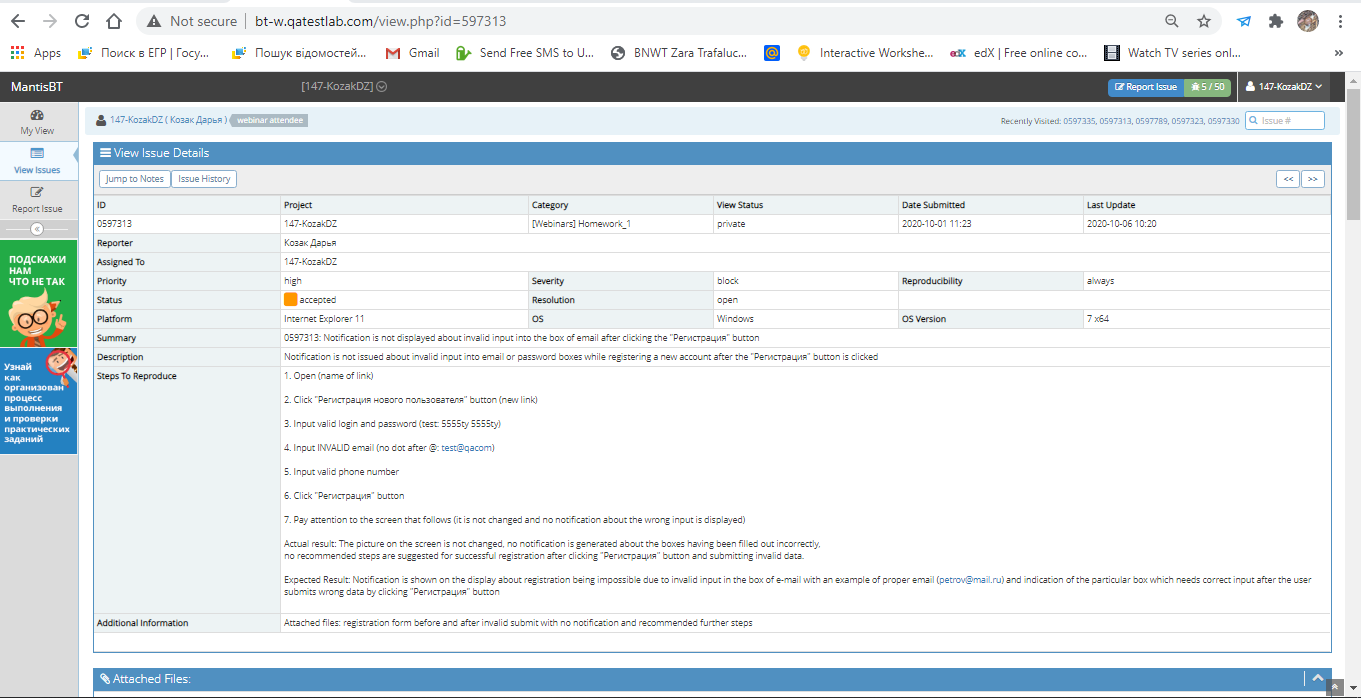 Not secure | bt-w.qatestlab.com/view.php?id=597313
Apps Поиск в ЕГР | Госу... Пошук відомостей... Gmail Send Free SMS to U... BNWT Zara Trafaluc... Interactive Workshe... edX | Free online co... Watch TV series onl... »
MantisBT [147-KozakDZ] Report Issue 5 / 50 147-KozakDZ
My View
View Issues
Report Issue
ПОДСКАЖИ
НАМ
ЧТО НЕ ТАК
Узнай
как
организован
процесс
выполнения
и проверки
практических
заданий
147-KozakDZ ( Козак Дарья ) webinar attendee Recently Visited: 0597335, 0597313, 0597789, 0597323, 0597330 Issue #
View Issue Details
Jump to Notes Issue History << >>
ID Project Category View Status Date Submitted Last Update
0597313 147-KozakDZ [Webinars] Homework_1 private 2020-10-01 11:23 2020-10-06 10:20
Reporter Козак Дарья
Assigned To 147-KozakDZ
Priority high Severity block Reproducibility always
Status accepted Resolution open
Platform Internet Explorer 11 OS Windows OS Version 7 x64
Summary 0597313: Notification is not displayed about invalid input into the box of email after clicking the "Регистрация" button
Description Notification is not issued about invalid input into email or password boxes while registering a new account after the "Регистрация" button is clicked
Steps To Reproduce 1. Open (name of link)
2. Click "Регистрация нового пользователя" button (new link)
3. Input valid login and password (test: 5555ty 5555ty)
4. Input INVALID email (no dot after @: test@qacom)
5. Input valid phone number
6. Click "Регистрация" button
7. Pay attention to the screen that follows (it is not changed and no notification about the wrong input is displayed)
Actual result: The picture on the screen is not changed, no notification is generated about the boxes having been filled out incorrectly,
no recommended steps are suggested for successful registration after clicking "Регистрация" button and submitting invalid data.
Expected Result: Notification is shown on the display about registration being impossible due to invalid input in the box of e-mail with an example of proper email (petrov@mail.ru) and indication of the particular box which needs correct input after the user
submits wrong data by clicking "Регистрация" button
Additional Information Attached files: registration form before and after invalid submit with no notification and recommended further steps
Attached Files: